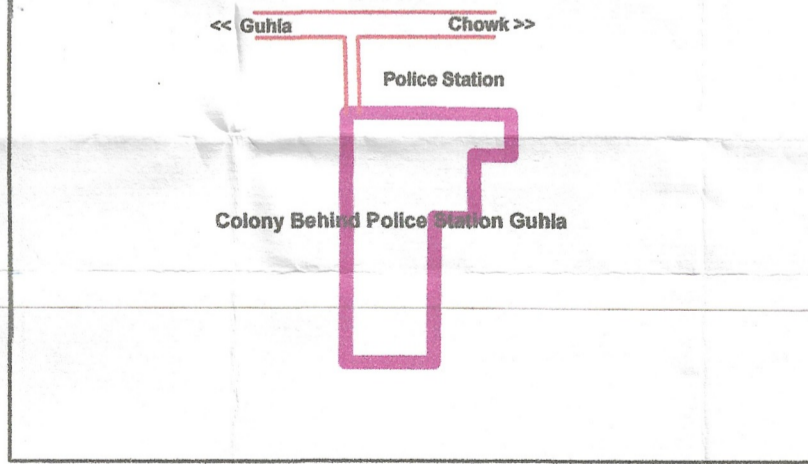 << Guhla Chowk >>
Police Station
Colony Behind Police Station Guhla